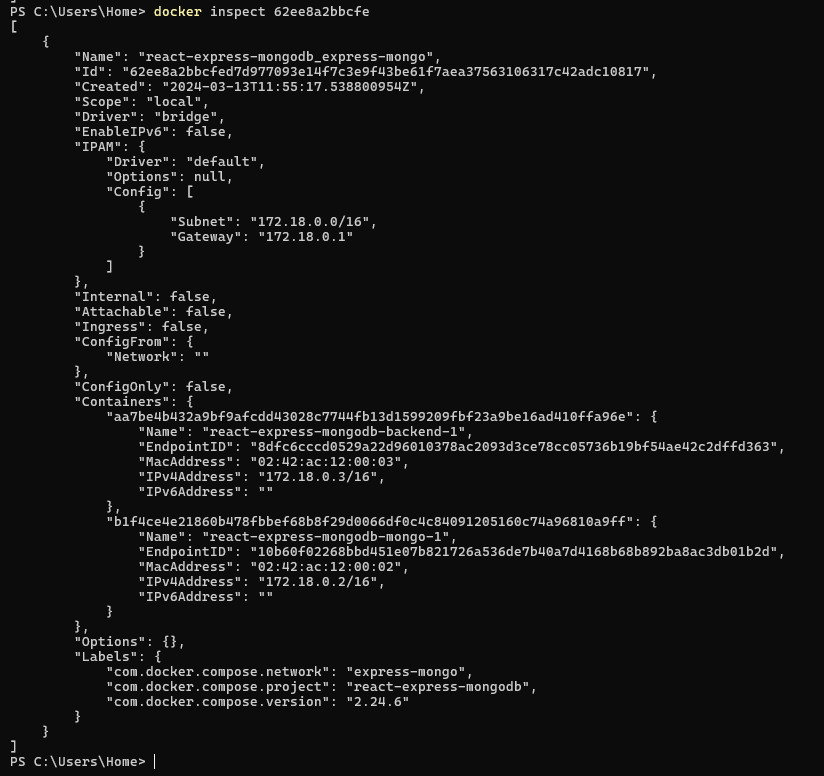 PS C:\Users\Home> docker inspect 62ee8a2bbcfe
[
    {
        "Name": "react-express-mongodb_express-mongo",
        "Id": "62ee8a2bbcfed7d977093e14f7c3e9f43be61f7aea37563106317c42adc10817",
        "Created": "2024-03-13T11:55:17.538800954Z",
        "Scope": "local",
        "Driver": "bridge",
        "EnableIPv6": false,
        "IPAM": {
            "Driver": "default",
            "Options": null,
            "Config": [
                {
                    "Subnet": "172.18.0.0/16",
                    "Gateway": "172.18.0.1"
                }
            ]
        },
        "Internal": false,
        "Attachable": false,
        "Ingress": false,
        "ConfigFrom": {
            "Network": ""
        },
        "ConfigOnly": false,
        "Containers": {
            "aa7be4b432a9bf9afcdd43028c7744fb13d1599209fbf23a9be16ad410ffa96e": {
                "Name": "react-express-mongodb-backend-1",
                "EndpointID": "8dfc6cccd0529a22d96010378ac2093d3ce78cc05736b19bf54ae42c2dffd363",
                "MacAddress": "02:42:ac:12:00:03",
                "IPv4Address": "172.18.0.3/16",
                "IPv6Address": ""
            },
            "b1f4ce4e21860b478fbbef68b8f29d0066df0c4c84091205160c74a96810a9ff": {
                "Name": "react-express-mongodb-mongo-1",
                "EndpointID": "10b60f02268bbd451e07b821726a536de7b40a7d4168b68b892ba8ac3db01b2d",
                "MacAddress": "02:42:ac:12:00:02",
                "IPv4Address": "172.18.0.2/16",
                "IPv6Address": ""
            }
        },
        "Options": {},
        "Labels": {
            "com.docker.compose.network": "express-mongo",
            "com.docker.compose.project": "react-express-mongodb",
            "com.docker.compose.version": "2.24.6"
        }
    }
]
PS C:\Users\Home>